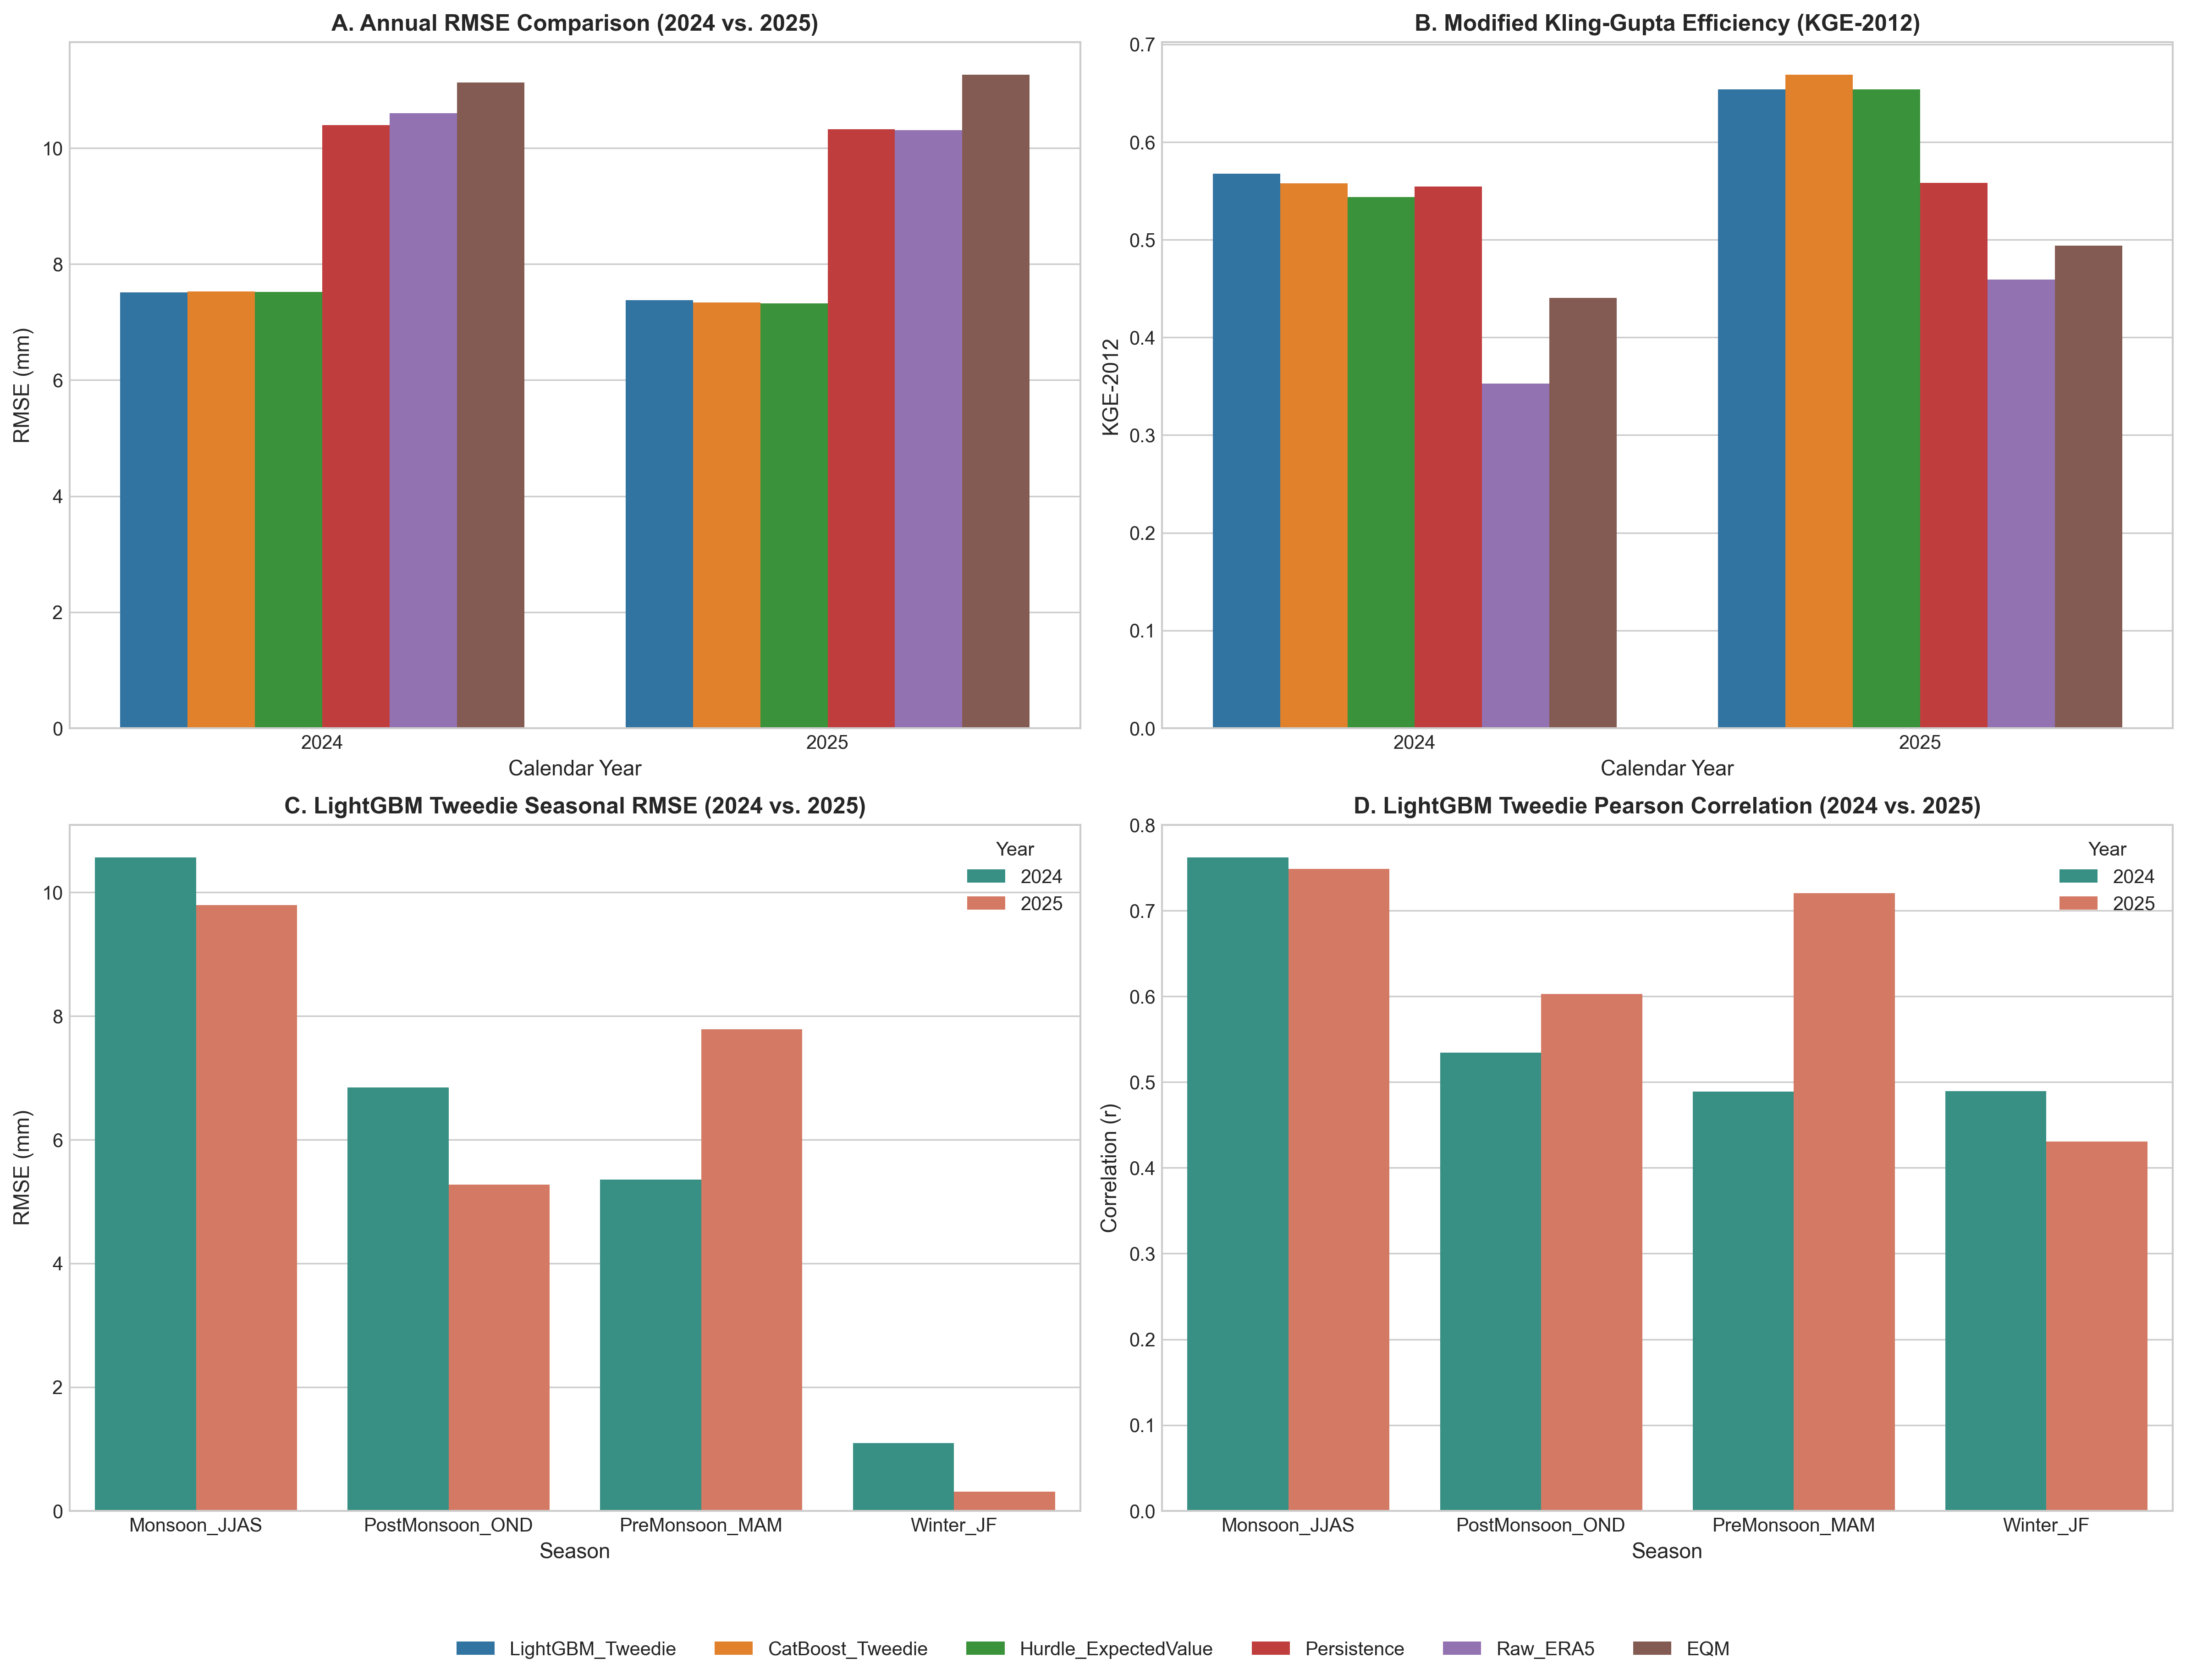 A. Annual RMSE Comparison (2024 vs. 2025)
RMSE (mm)
10
8
6
4
2
0
2024
2025
Calendar Year
B. Modified Kling-Gupta Efficiency (KGE-2012)
KGE-2012
0.7
0.6
0.5
0.4
0.3
0.2
0.1
0.0
2024
2025
Calendar Year
C. LightGBM Tweedie Seasonal RMSE (2024 vs. 2025)
RMSE (mm)
10
8
6
4
2
0
Year
2024
2025
Monsoon_JJAS
PostMonsoon_OND
PreMonsoon_MAM
Winter_JF
Season
D. LightGBM Tweedie Pearson Correlation (2024 vs. 2025)
Correlation (r)
0.8
0.7
0.6
0.5
0.4
0.3
0.2
0.1
0.0
Year
2024
2025
Monsoon_JJAS
PostMonsoon_OND
PreMonsoon_MAM
Winter_JF
Season
LightGBM_Tweedie
CatBoost_Tweedie
Hurdle_ExpectedValue
Persistence
Raw_ERA5
EQM